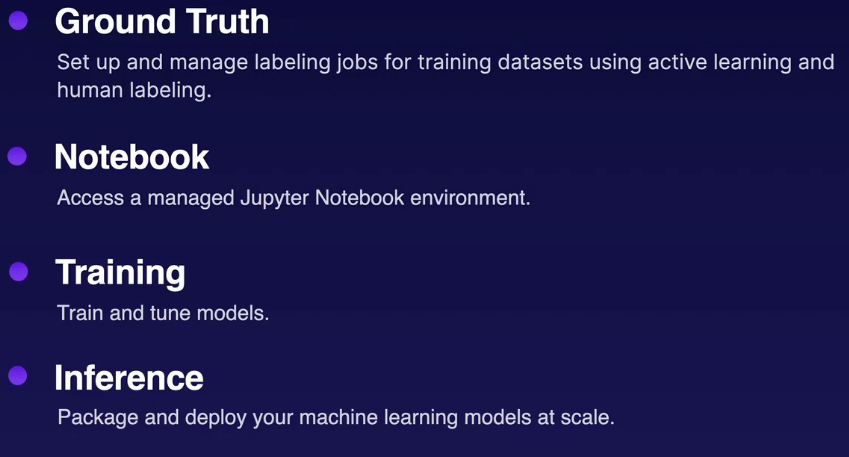 Ground Truth
Set up and manage labeling jobs for training datasets using active learning and
human labeling.
Notebook
Access a managed Jupyter Notebook environment.
Training
Train and tune models.
Inference
Package and deploy your machine learning models at scale.